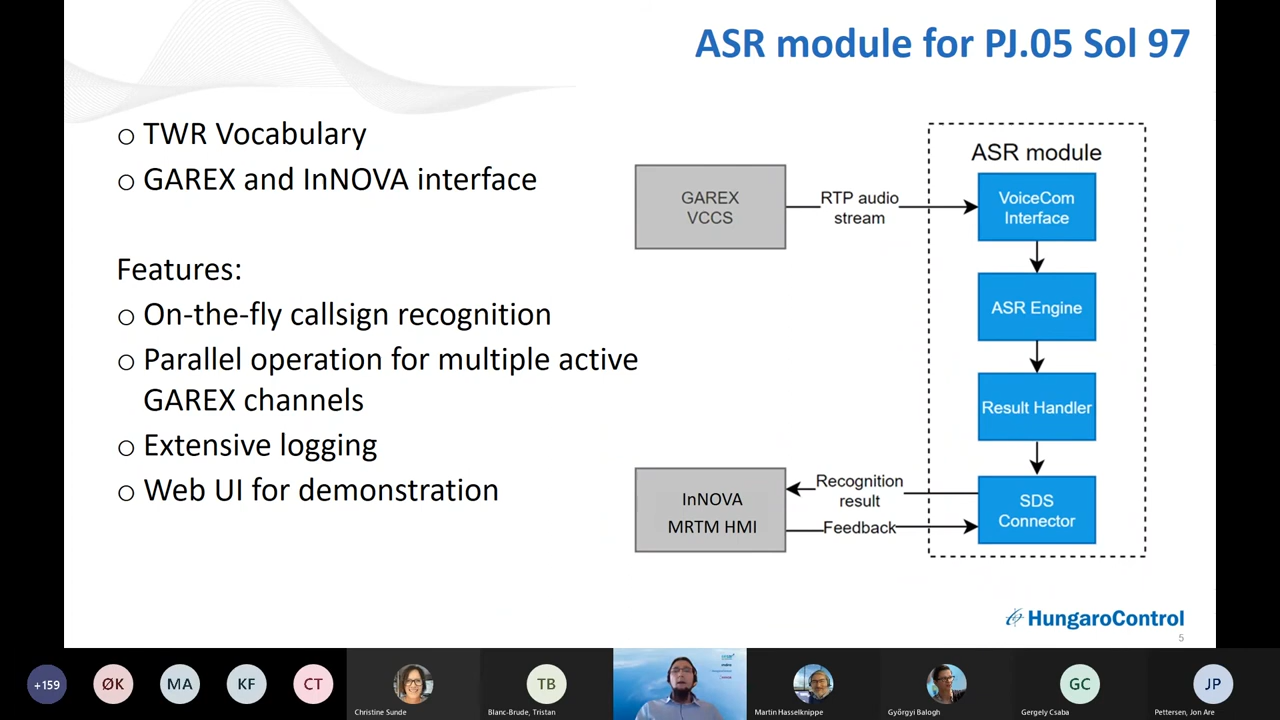 ASR module for PJ.05 Sol 97
o TWR Vocabulary
o GAREX and InNOVA interface
Features:
o On-the-fly callsign recognition
o Parallel operation for multiple active
GAREX channels
o Extensive logging
o Web UI for demonstration
ASR module
GAREX
VCCS
RTP audio
stream
VoiceCom
Interface
ASR Engine
Result Handler
InNOVA
MRTM HMI
Recognition
result
Feedback
SDS
Connector
HungaroControl
5
+159
ØK
MA
KF
CT
Christine Sunde
TB
Blanc-Brude, Tristan
Martin Hasselknippe
Györgyi Balogh
GC
Gergely Csaba
JP
Pettersen, Jon Are